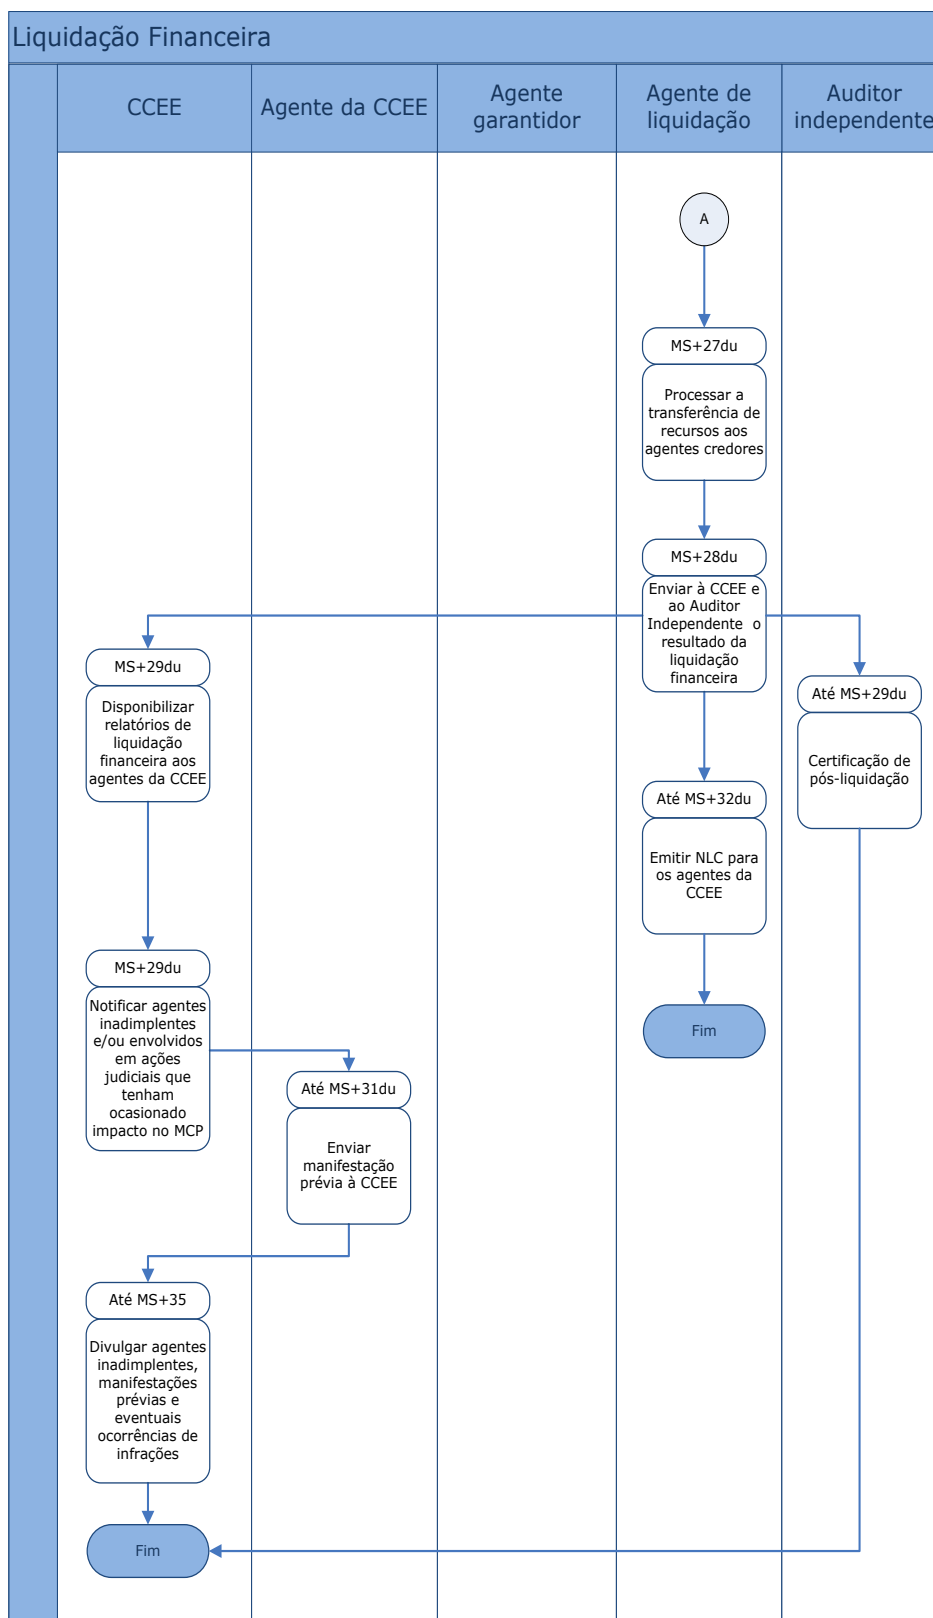 Liquidação Financeira
CCEE
Agente da CCEE
Agente
garantidor
Agente de
liquidação
Auditor
independente
A
MS+27du
Processar a
transferência de
recursos aos
agentes credores
MS+28du
Enviar à CCEE e
ao Auditor
Independente o
resultado da
liquidação
financeira
MS+29du
Disponibilizar
relatórios de
liquidação
financeira aos
agentes da CCEE
Até MS+29du
Certificação de
pós-liquidação
Até MS+32du
Emitir NLC para
os agentes da
CCEE
Fim
MS+29du
Notificar agentes
inadimplentes
e/ou envolvidos
em ações
judiciais que
tenham
ocasionado
impacto no MCP
Até MS+31du
Enviar
manifestação
prévia à CCEE
Até MS+35
Divulgar agentes
inadimplentes,
manifestações
prévias e
eventuais
ocorrências de
infrações
Fim